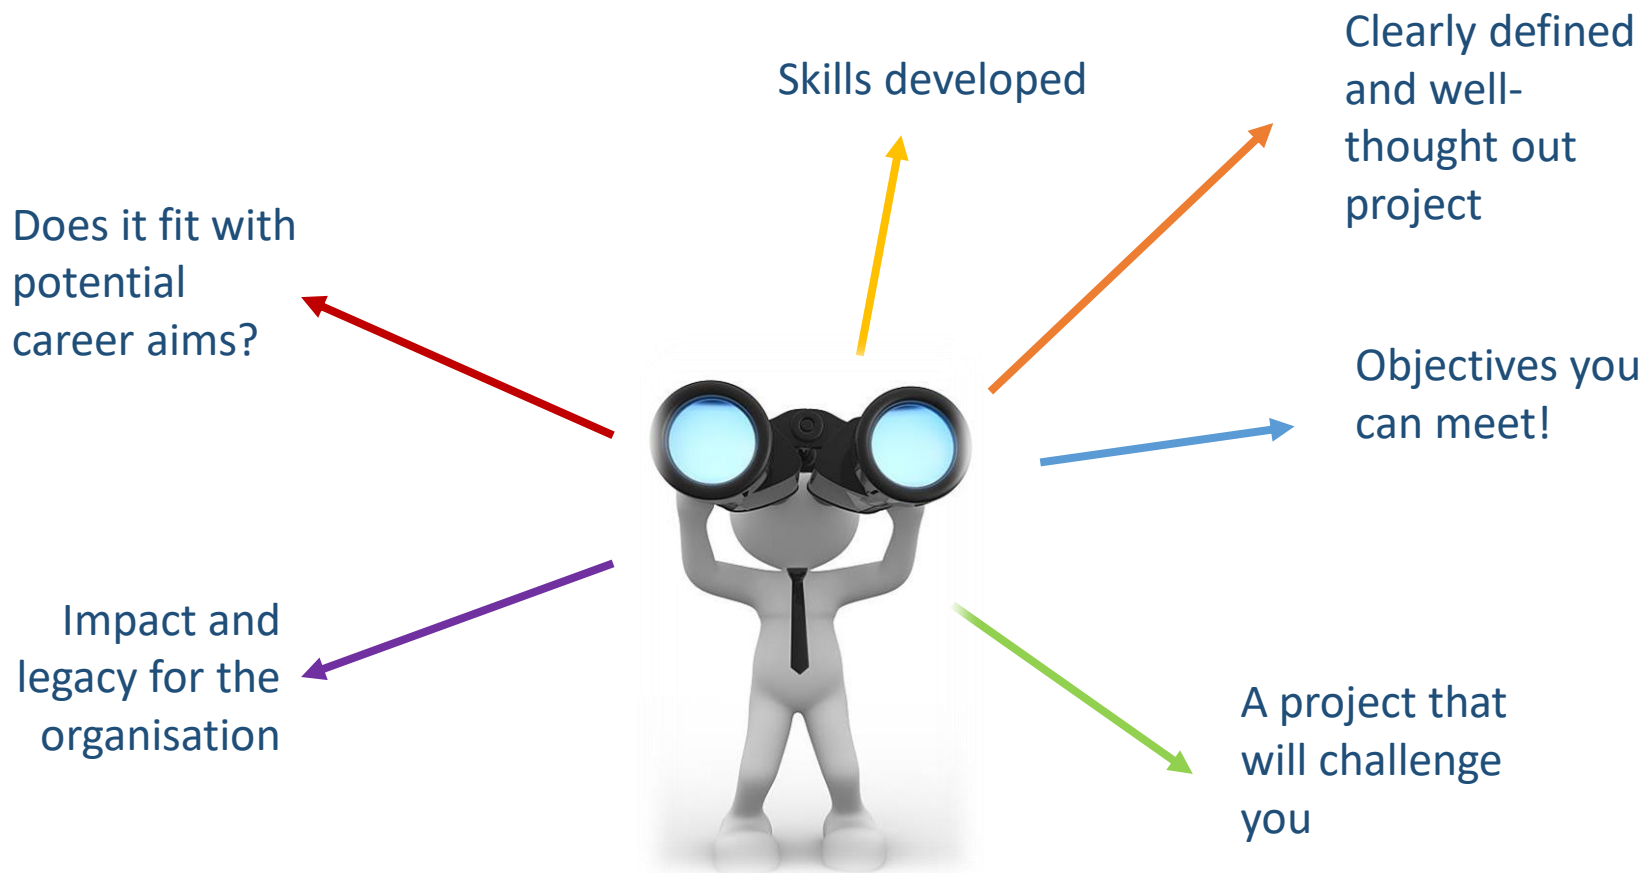 Skills developed
Clearly defined
and well-
thought out
project
Does it fit with
potential
career aims?
Objectives you
can meet!
Impact and
legacy for the
organisation
A project that
will challenge
you